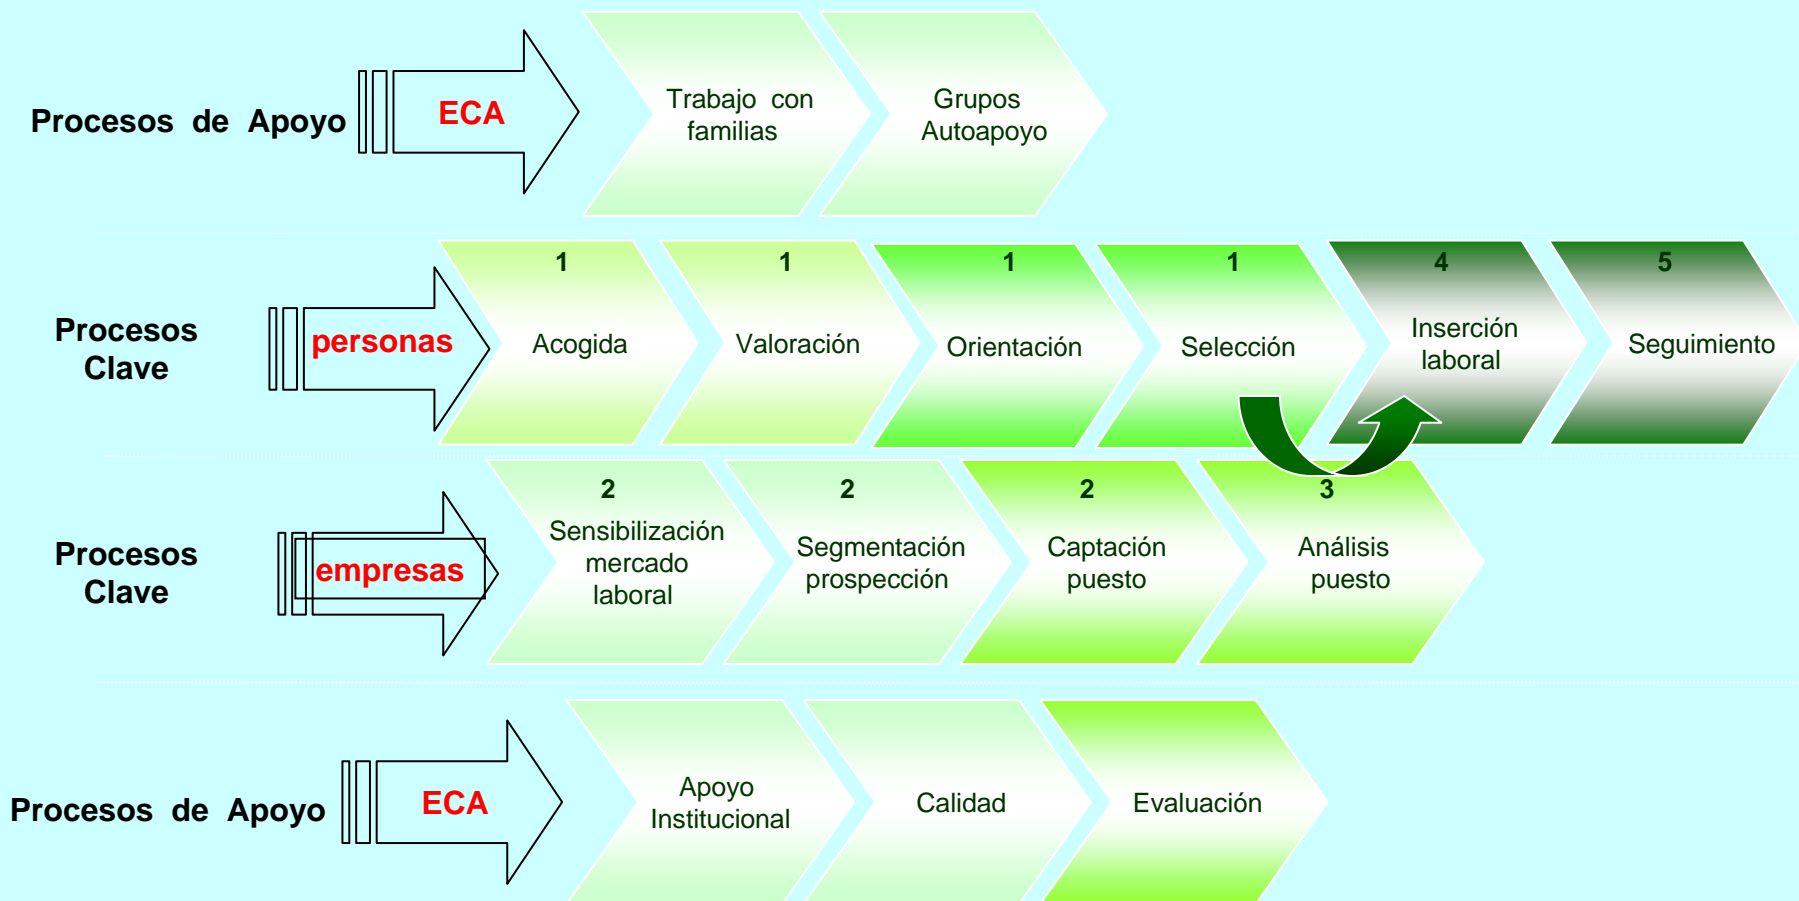 Procesos de Apoyo
ECA
Trabajo con
familias
Grupos
Autoapoyo
Procesos
Clave
personas
1
Acogida
1
Valoración
1
Orientación
1
Selección
4
Inserción
laboral
5
Seguimiento
Procesos
Clave
empresas
2
Sensibilización
mercado
laboral
2
Segmentación
prospección
2
Captación
puesto
3
Análisis
puesto
Procesos de Apoyo
ECA
Apoyo
Institucional
Calidad
Evaluación